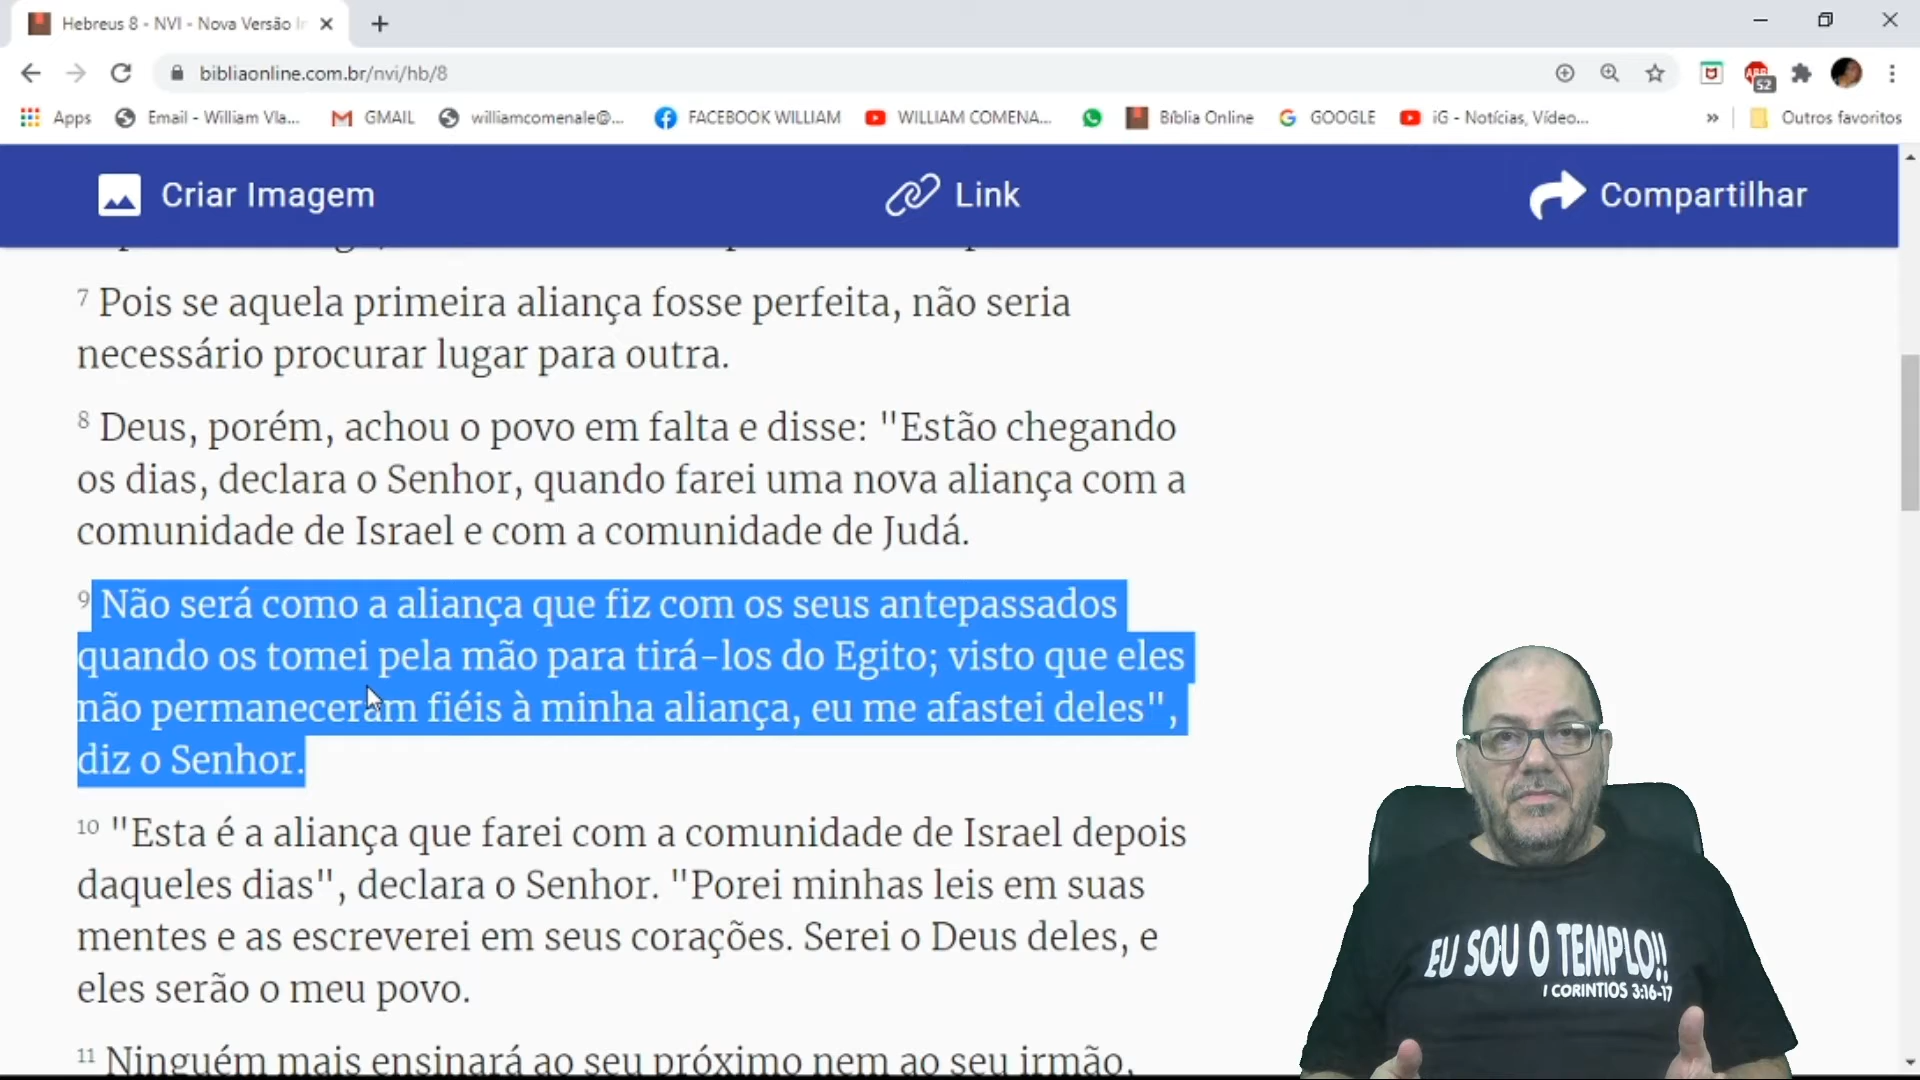 Hebreus 8 - NVI - Nova Versão In
bibliaonline.com.br/nvi/hb/8
ABP
52
Apps
Email - William Vla...
GMAIL
williamcomenale@...
FACEBOOK WILLIAM
WILLIAM COMENA...
Bíblia Online
GOOGLE
iG - Notícias, Vídeo...
»
Outros favoritos
Criar Imagem
Link
Compartilhar
7 Pois se aquela primeira aliança fosse perfeita, não seria
necessário procurar lugar para outra.
8 Deus, porém, achou o povo em falta e disse: "Estão chegando
os dias, declara o Senhor, quando farei uma nova aliança com a
comunidade de Israel e com a comunidade de Judá.
9 Não será como a aliança que fiz com os seus antepassados
quando os tomei pela mão para tirá-los do Egito; visto que eles
não permaneceram fiéis à minha aliança, eu me afastei deles",
diz o Senhor.
10 "Esta é a aliança que farei com a comunidade de Israel depois
daqueles dias", declara o Senhor. "Porei minhas leis em suas
mentes e as escreverei em seus corações. Serei o Deus deles, e
eles serão o meu povo.
11 Ninguém mais ensinará ao seu próximo nem ao seu irmão,
EU SOU O TEMPLO!!
I CORINTIOS 3:16-17